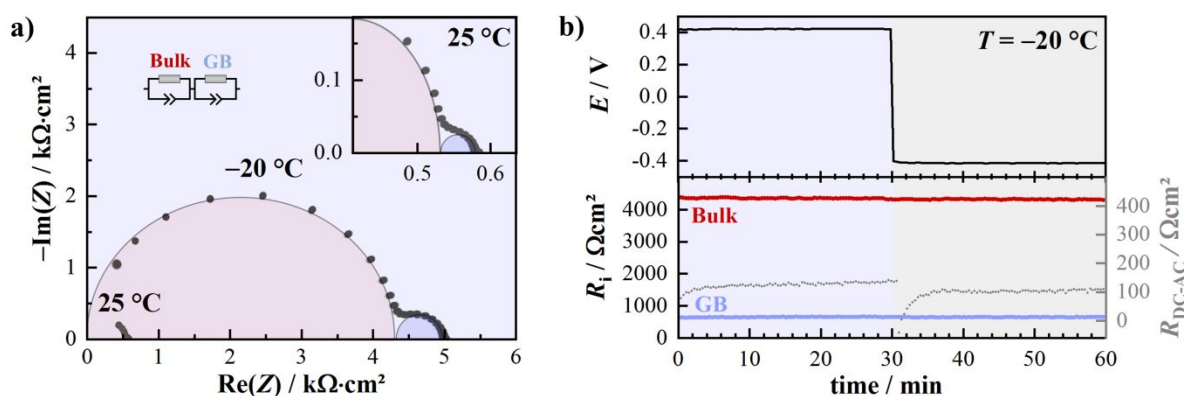 a)
−Im(Z) / kΩ·cm²
4
3
2
1
0
0
1
2
3
4
5
6
Re(Z) / kΩ·cm²
Bulk GB
−20 °C
25 °C
25 °C
0.1
0.0
0.5
0.6
b)
E / V
0.4
0.2
0.0
-0.2
-0.4
T = −20 °C
R_i / Ωcm²
4000
3000
2000
1000
0
Bulk
GB
400
300
200
100
0
R_DC-AC / Ωcm²
0
10
20
30
40
50
60
time / min